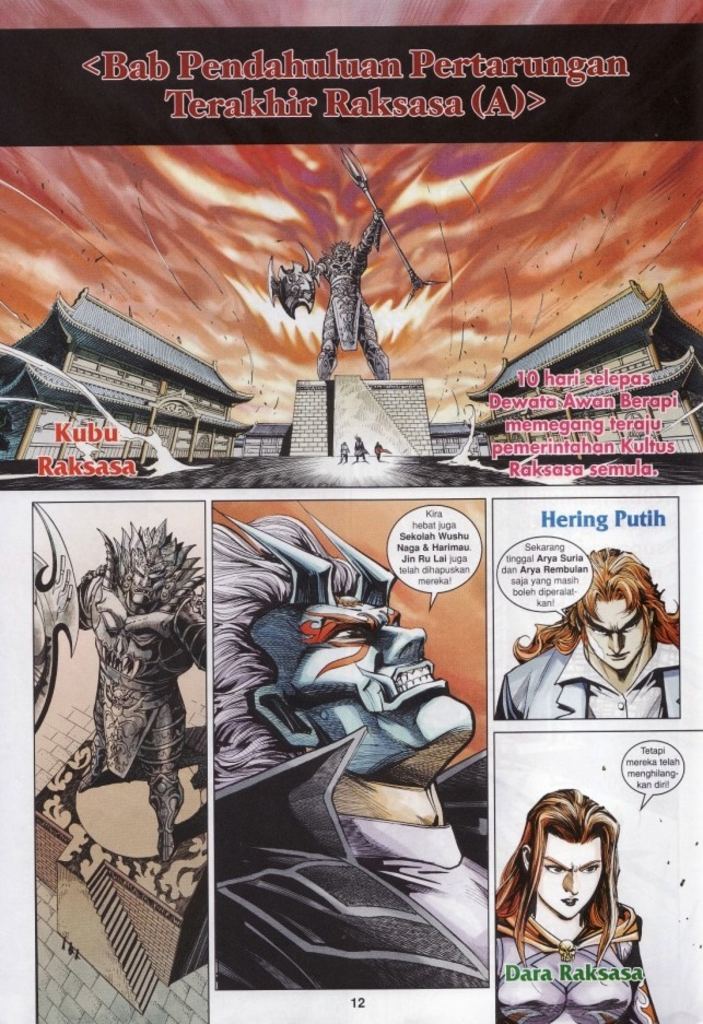 <Bab Pendahuluan Pertarungan
Terakhir Raksasa (A)>
Kubu
Raksasa
10 hari selepas
Dewata Awan Berapi
memegang teraju
pemerintahan Kultus
Raksasa semula.
Kira
hebat juga
Sekolah Wushu
Naga & Harimau.
Jin Ru Lai juga
telah dihapuskan
mereka!
Hering Putih
Sekarang
tinggal Arya Suria
dan Arya Rembulan
saja yang masih
boleh diperalat-
kan!
Tetapi
mereka telah
menghilang-
kan diri!
Dara Raksasa
12